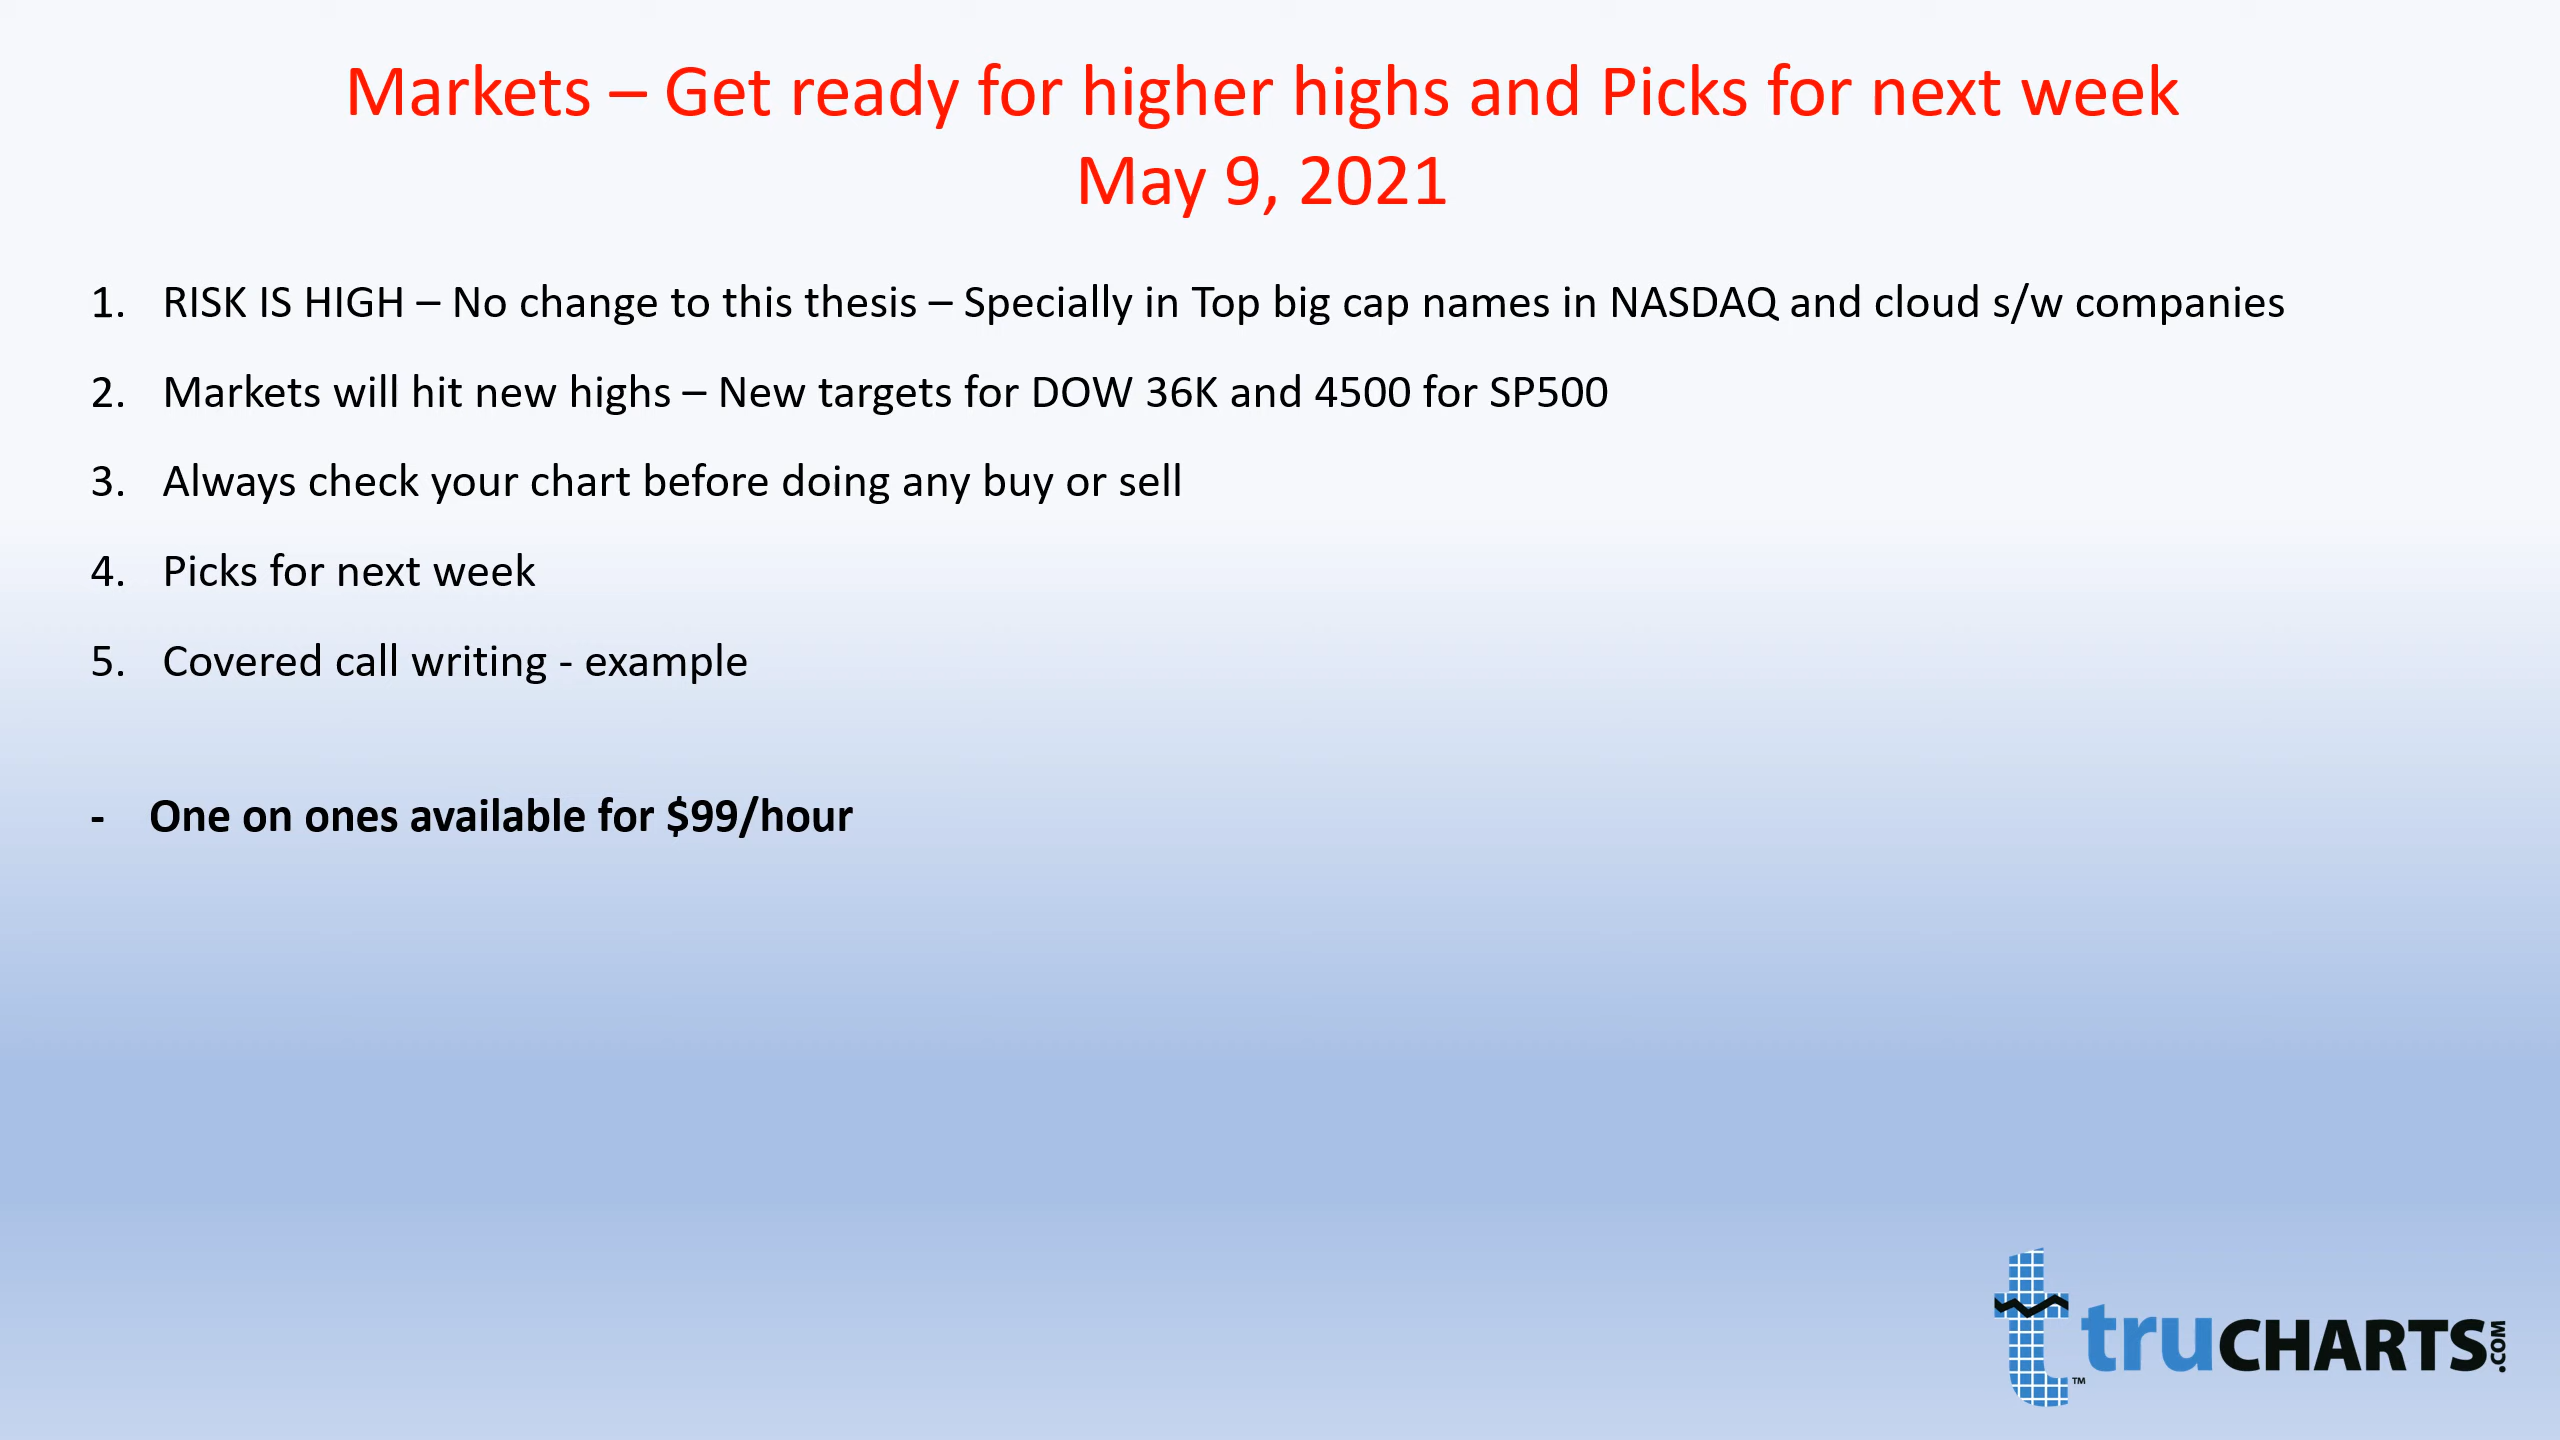 Markets – Get ready for higher highs and Picks for next week
May 9, 2021
1. RISK IS HIGH – No change to this thesis – Specially in Top big cap names in NASDAQ and cloud s/w companies
2. Markets will hit new highs – New targets for DOW 36K and 4500 for SP500
3. Always check your chart before doing any buy or sell
4. Picks for next week
5. Covered call writing - example
- One on ones available for $99/hour
t™ truCHARTS.COM